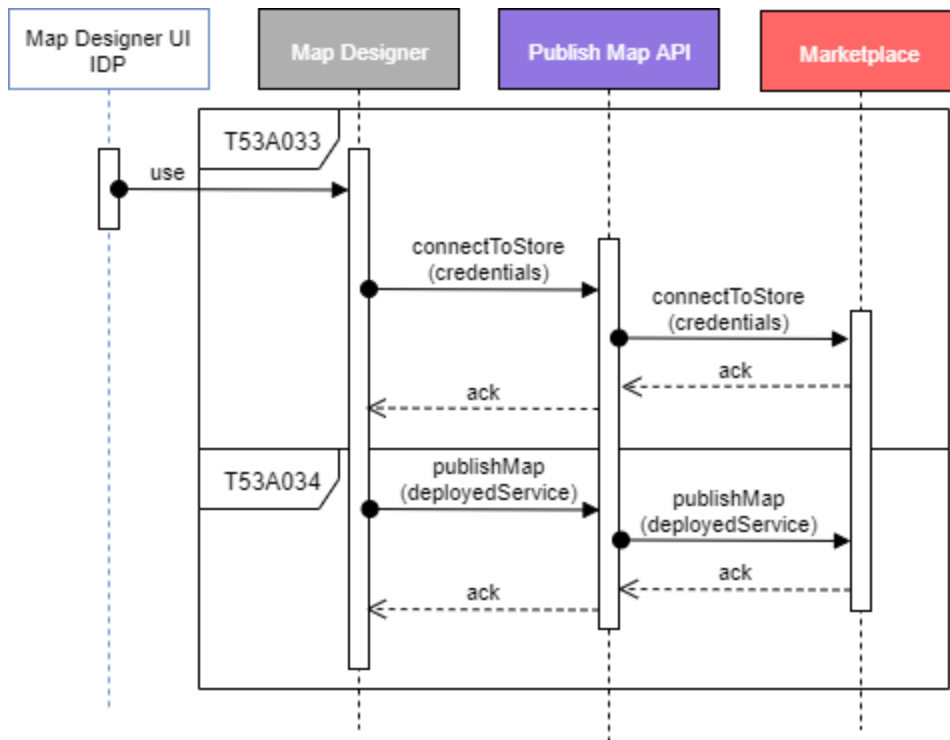 Map Designer UI
IDP
Map Designer
Publish Map API
Marketplace
T53A033
use
connectToStore
(credentials)
connectToStore
(credentials)
ack
ack
T53A034
publishMap
(deployedService)
publishMap
(deployedService)
ack
ack